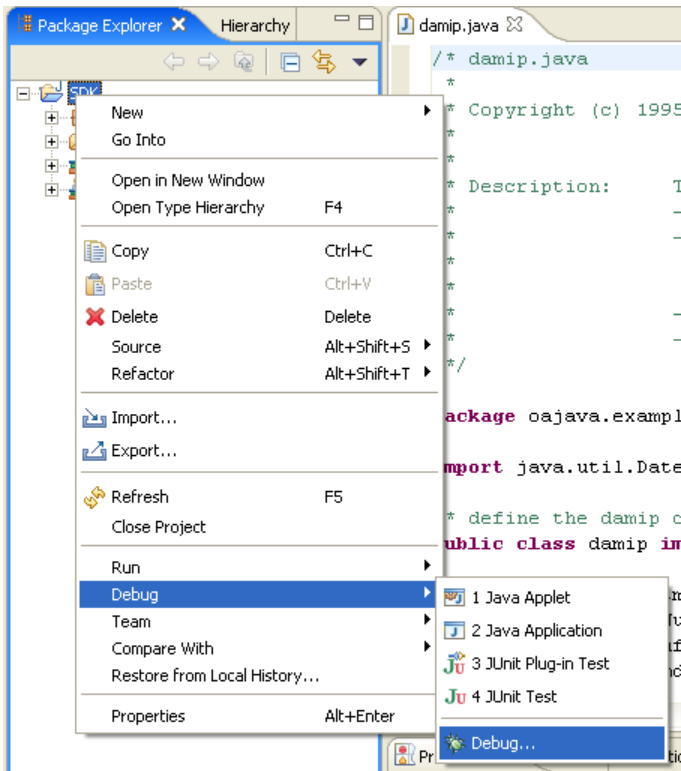 Package Explorer
Hierarchy
damip.java
SDK
/* damip.java
*
* Copyright (c) 1995
*
*
* Description:
*
*
*
*
*
*
*/
ackage oajava.exampl
mport java.util.Date
* define the damip c
ublic class damip im
New
Go Into
Open in New Window
Open Type Hierarchy F4
Copy Ctrl+C
Paste Ctrl+V
Delete Delete
Source Alt+Shift+S
Refactor Alt+Shift+T
Import...
Export...
Refresh F5
Close Project
Run
Debug
Team
Compare With
Restore from Local History...
Properties Alt+Enter
1 Java Applet
2 Java Application
3 JUnit Plug-in Test
4 JUnit Test
Debug...
Pr